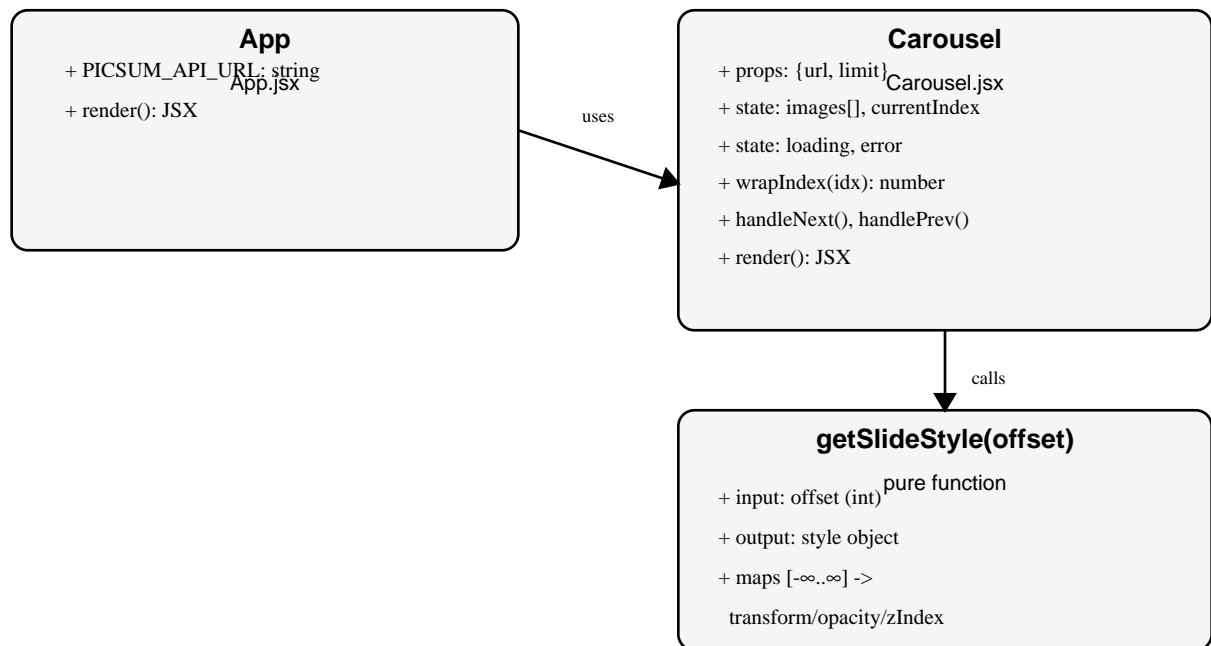 App
+ PICSUM_API_URL: string
App.jsx
+ render(): JSX
uses
Carousel
+ props: {url, limit}
Carousel.jsx
+ state: images[], currentIndex
+ state: loading, error
+ wrapIndex(idx): number
+ handleNext(), handlePrev()
+ render(): JSX
calls
getSlideStyle(offset)
pure function
+ input: offset (int)
+ output: style object
+ maps [-∞..∞] ->
transform/opacity/zIndex